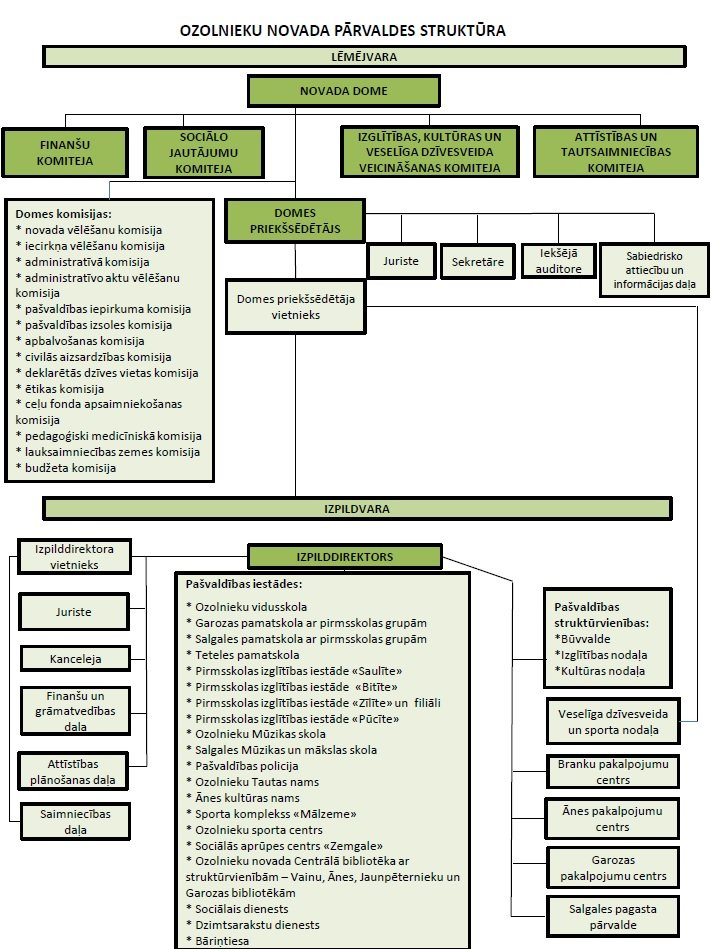 OZOLNIEKU NOVADA PĀRVALDES STRUKTŪRA
LĒMĒJVARA
NOVADA DOME
FINANŠU
KOMITEJA
SOCIĀLO
JAUTĀJUMU
KOMITEJA
IZGLĪTĪBAS, KULTŪRAS UN
VESELĪGA DZĪVESVEIDA
VEICINĀŠANAS KOMITEJA
ATTĪSTĪBAS UN
TAUTSAIMNIECĪBAS
KOMITEJA
Domes komisijas:
* novada vēlēšanu komisija
* iecirkņa vēlēšanu komisija
* administratīvā komisija
* administratīvo aktu vēlēšanu
komisija
* pašvaldības iepirkuma komisija
* pašvaldības izsoles komisija
* apbalvošanas komisija
* civilās aizsardzības komisija
* deklarētās dzīves vietas komisija
* ētikas komisija
* ceļu fonda apsaimniekošanas
komisija
* pedagoģiski medicīniskā komisija
* lauksaimniecības zemes komisija
* budžeta komisija
DOMES
PRIEKŠSĒDĒTĀJS
Juriste
Sekretāre
Iekšējā
auditore
Sabiedrisko
attiecību un
informācijas daļa
Domes priekšsēdētāja
vietnieks
IZPILDVARA
Izpilddirektora
vietnieks
Juriste
Kanceleja
Finanšu un
grāmatvedības
daļa
Attīstības
plānošanas daļa
Saimniecības
daļa
IZPILDDIREKTORS
Pašvaldības iestādes:
* Ozolnieku vidusskola
* Garozas pamatskola ar pirmsskolas grupām
* Salgales pamatskola ar pirmsskolas grupām
* Teteles pamatskola
* Pirmsskolas izglītības iestāde «Saulīte»
* Pirmsskolas izglītības iestāde «Bitīte»
* Pirmsskolas izglītības iestāde «Zīlīte» un filiāli
* Pirmsskolas izglītības iestāde «Pūcīte»
* Ozolnieku Mūzikas skola
* Salgales Mūzikas un mākslas skola
* Pašvaldības policija
* Ozolnieku Tautas nams
* Ānes kultūras nams
* Sporta komplekss «Mālzeme»
* Ozolnieku sporta centrs
* Sociālās aprūpes centrs «Zemgale»
* Ozolnieku novada Centrālā bibliotēka ar
struktūrvienībām – Vainu, Ānes, Jaunpēternieku un
Garozas bibliotēkām
* Sociālais dienests
* Dzimtsarakstu dienests
* Bāriņtiesa
Pašvaldības
struktūrvienības:
*Būvvalde
*Izglītības nodaļa
*Kultūras nodaļa
Veselīga dzīvesveida
un sporta nodaļa
Branku pakalpojumu
centrs
Ānes pakalpojumu
centrs
Garozas
pakalpojumu centrs
Salgales pagasta
pārvalde